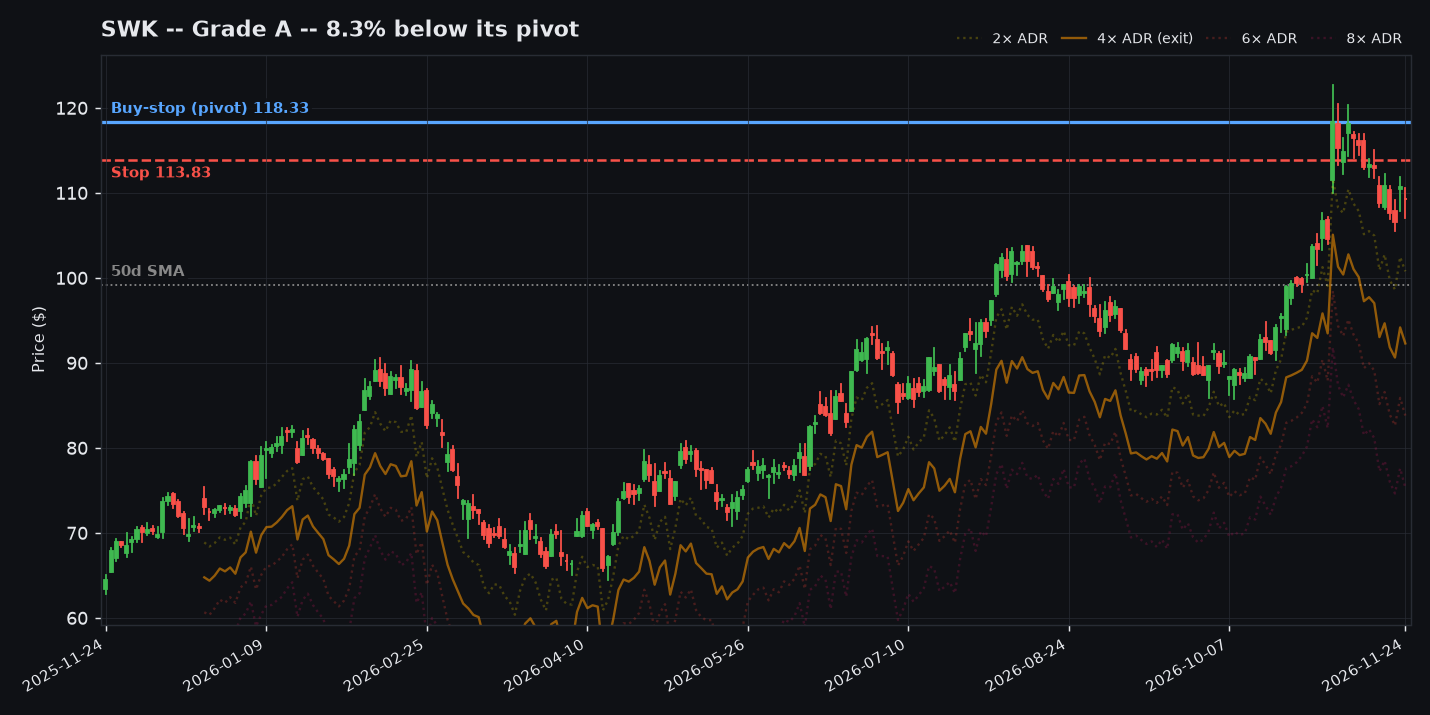 SWK -- Grade A -- 8.3% below its pivot
2× ADR
4× ADR (exit)
6× ADR
8× ADR
Buy-stop (pivot) 118.33
Stop 113.83
50d SMA
Price ($)
120
110
100
90
80
70
60
2025-11-24
2026-01-09
2026-02-25
2026-04-10
2026-05-26
2026-07-10
2026-08-24
2026-10-07
2026-11-24